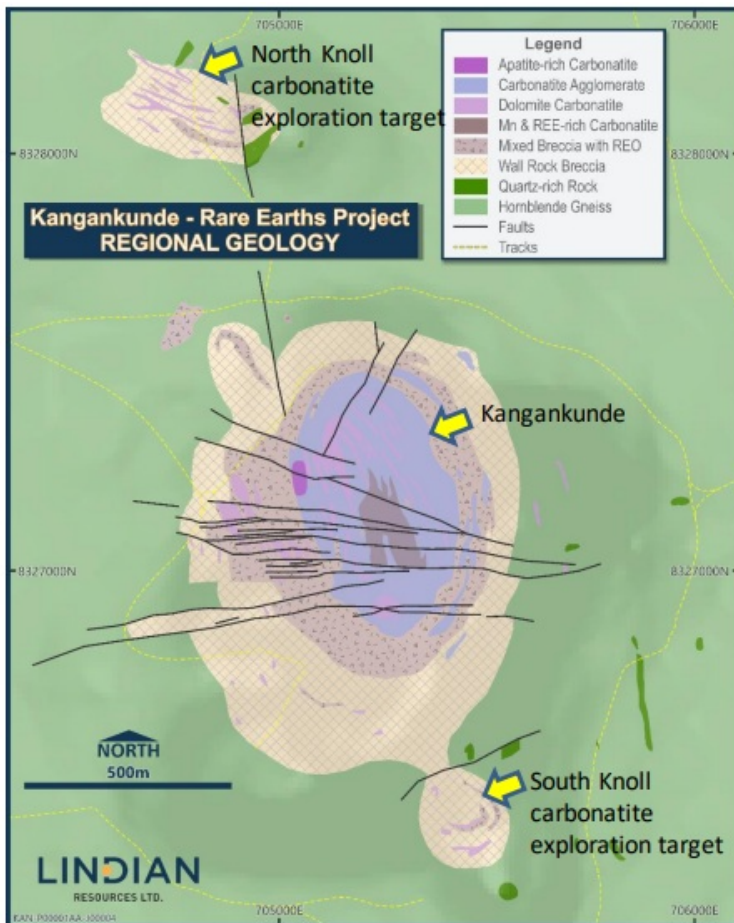 705000E
706000E
North Knoll
carbonatite
exploration target
Legend
Apatite-rich Carbonatite
Carbonatite Agglomerate
Dolomite Carbonatite
Mn & REE-rich Carbonatite
Mixed Breccia with REO
Wall Rock Breccia
Quartz-rich Rock
Hornblende Gneiss
Faults
Tracks
8328000N
8328000N
Kangankunde - Rare Earths Project
REGIONAL GEOLOGY
Kangankunde
8327000N
8327000N
NORTH
500m
South Knoll
carbonatite
exploration target
LINDIAN
RESOURCES LTD.
705000E
706000E